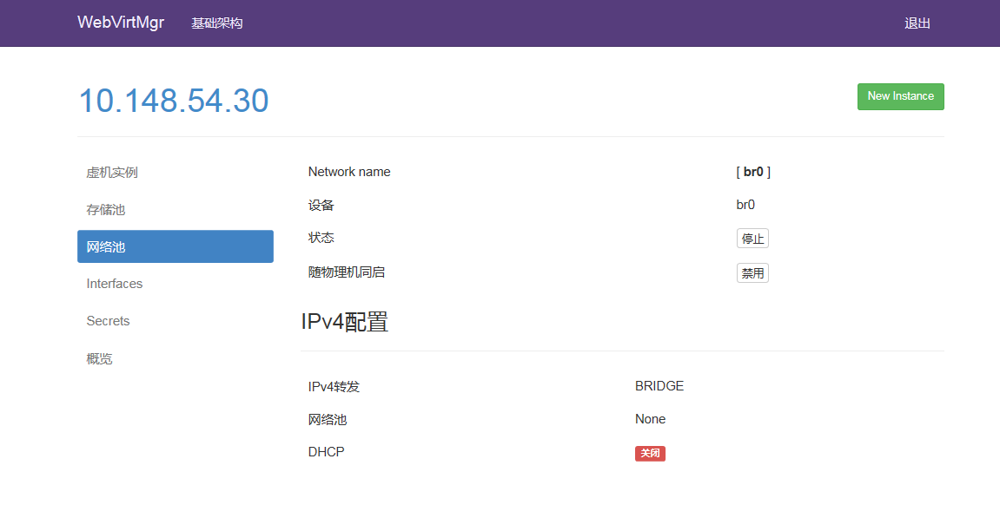 WebVirtMgr 基础架构 退出
10.148.54.30 New Instance
虚机实例
存储池
网络池
Interfaces
Secrets
概览
Network name [ br0 ]
设备 br0
状态 停止
随物理机同启 禁用
IPv4配置
IPv4转发 BRIDGE
网络池 None
DHCP 关闭